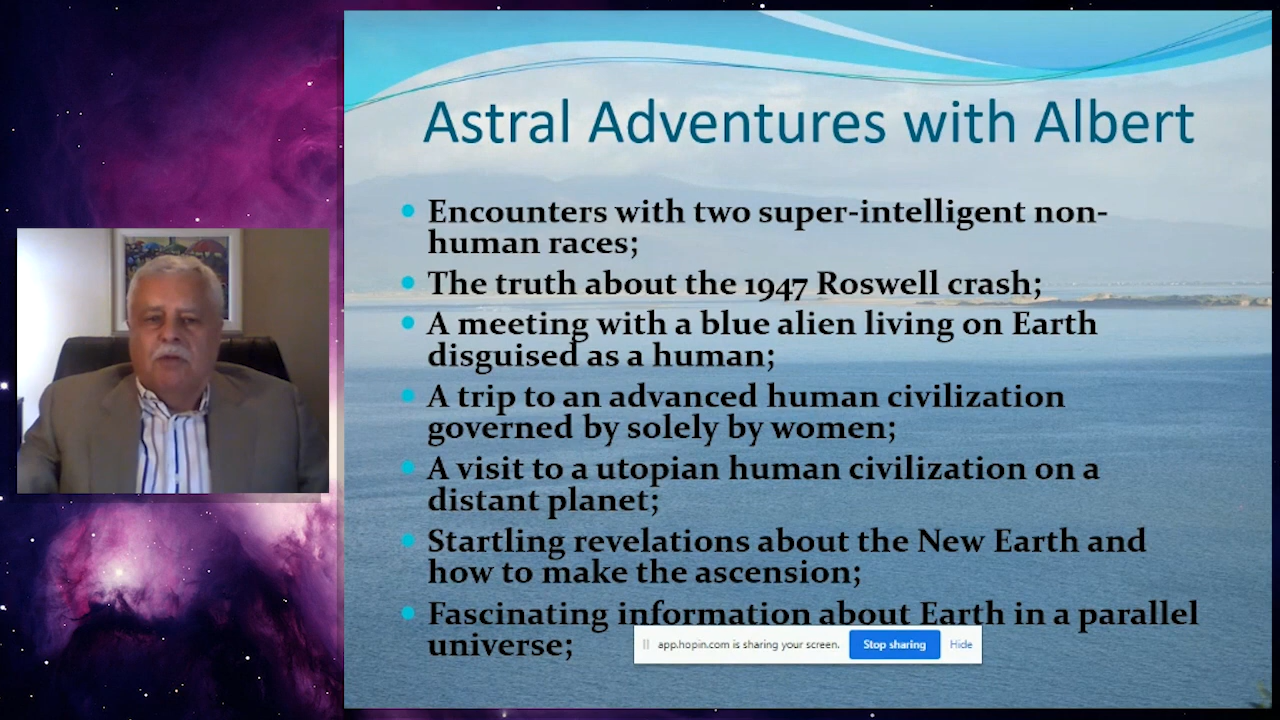 Astral Adventures with Albert
Encounters with two super-intelligent non-
human races;
The truth about the 1947 Roswell crash;
A meeting with a blue alien living on Earth
disguised as a human;
A trip to an advanced human civilization
governed by solely by women;
A visit to a utopian human civilization on a
distant planet;
Startling revelations about the New Earth and
how to make the ascension;
Fascinating information about Earth in a parallel
universe;
app.hopin.com is sharing your screen.
Stop sharing
Hide